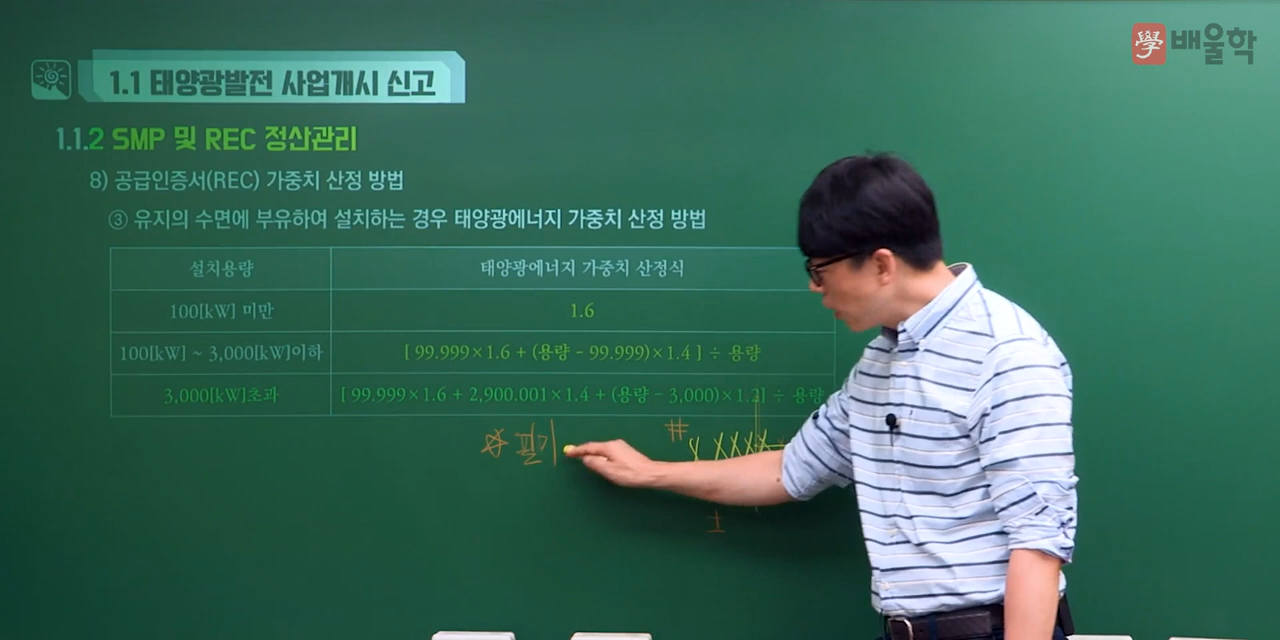 學 배울학
1.1 태양광발전 사업개시 신고
1.1.2 SMP 및 REC 정산관리
8) 공급인증서(REC) 가중치 산정 방법
③ 유지의 수면에 부유하여 설치하는 경우 태양광에너지 가중치 산정 방법
설치용량 태양광에너지 가중치 산정식
100[kW] 미만 1.6
100[kW] ~ 3,000[kW]이하 [ 99.999×1.6 + (용량 - 99.999)×1.4 ] ÷ 용량
3,000[kW]초과 [ 99.999×1.6 + 2,900.001×1.4 + (용량 - 3,000)×1.2] ÷ 용량
필기 #
±